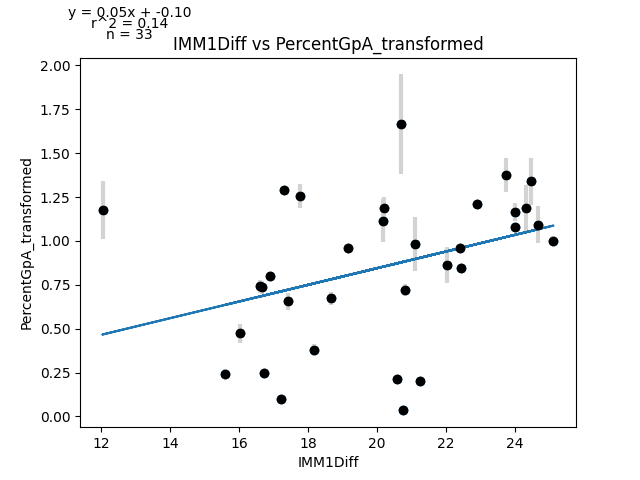 y = 0.05x + -0.10
r^2 = 0.14
n = 33
IMM1Diff vs PercentGpA_transformed
2.00
1.75
1.50
1.25
1.00
0.75
0.50
0.25
0.00
PercentGpA_transformed
12 14 16 18 20 22 24
IMM1Diff